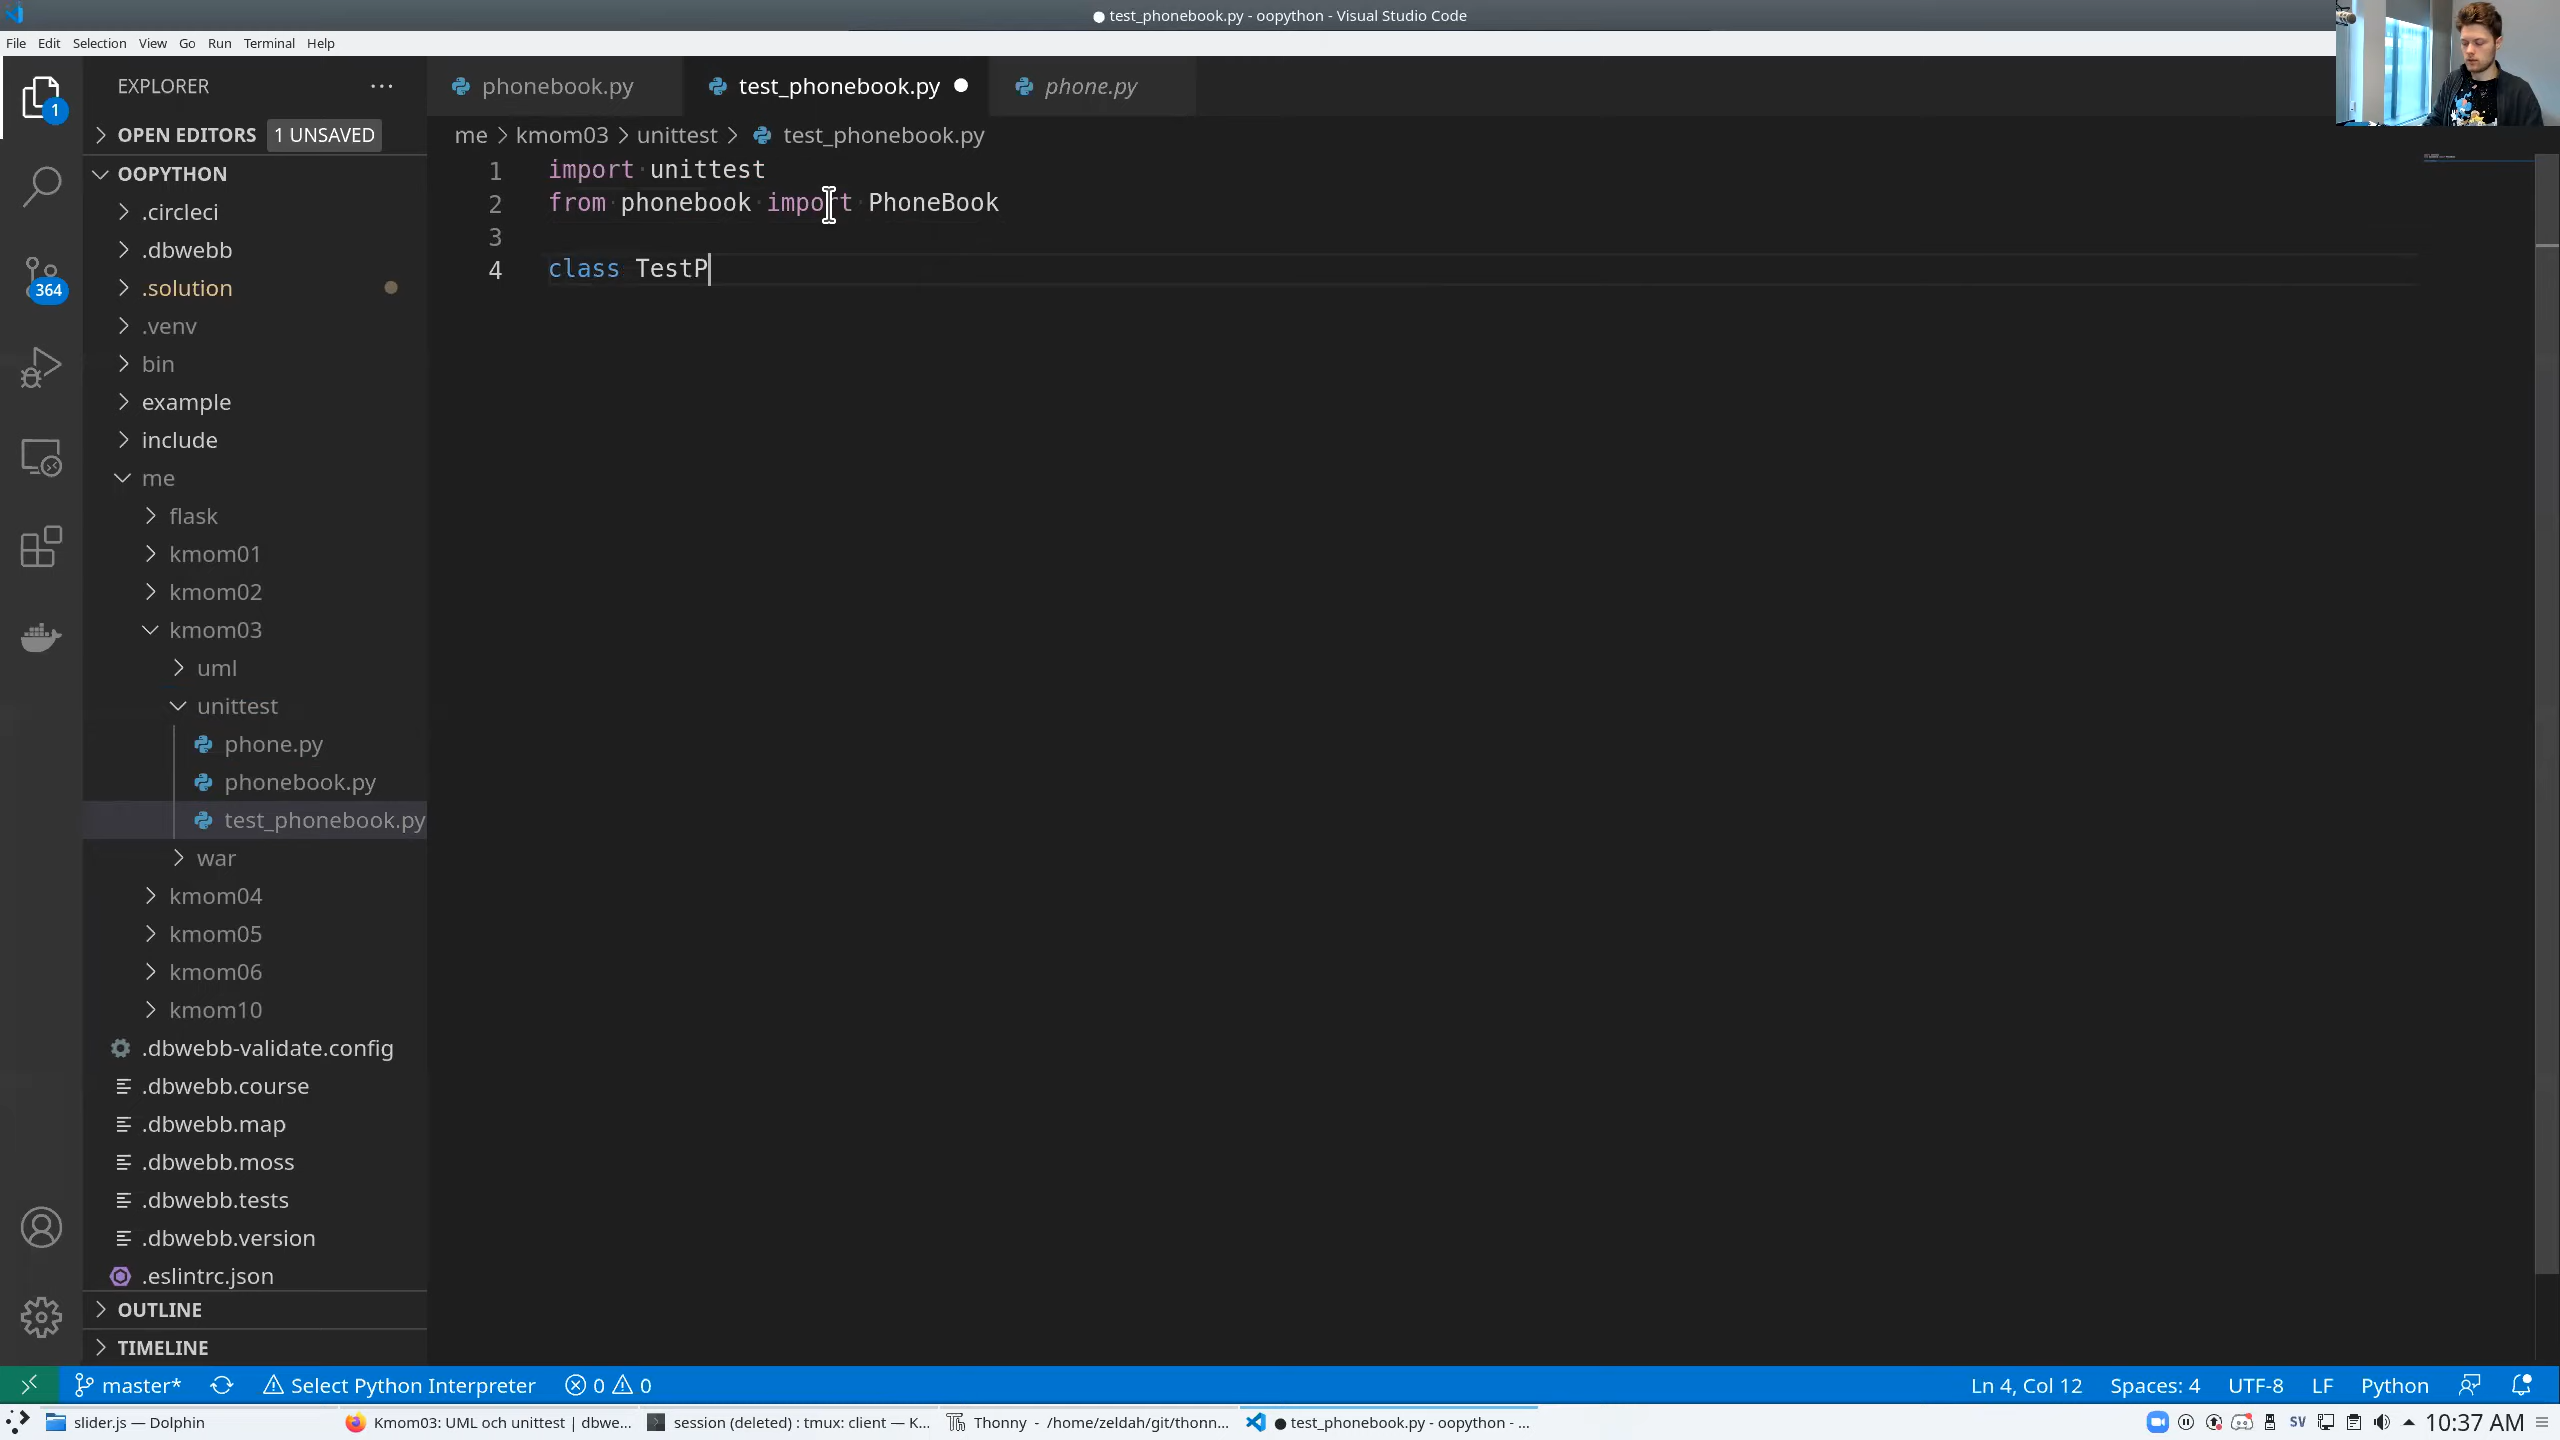 test_phonebook.py - oopython - Visual Studio Code
File Edit Selection View Go Run Terminal Help
EXPLORER
phonebook.py test_phonebook.py phone.py
OPEN EDITORS 1 UNSAVED
me > kmom03 > unittest > test_phonebook.py
OOPYTHON
.circleci
.dbwebb
.solution
.venv
bin
example
include
me
flask
kmom01
kmom02
kmom03
uml
unittest
phone.py
phonebook.py
test_phonebook.py
war
kmom04
kmom05
kmom06
kmom10
.dbwebb-validate.config
.dbwebb.course
.dbwebb.map
.dbwebb.moss
.dbwebb.tests
.dbwebb.version
.eslintrc.json
OUTLINE
TIMELINE
1
364
1 import unittest
2 from phonebook import PhoneBook
3
4 class TestP
master* Select Python Interpreter 0 0 Ln 4, Col 12 Spaces: 4 UTF-8 LF Python
slider.js — Dolphin Kmom03: UML och unittest | dbwe... session (deleted) : tmux: client — K... Thonny - /home/zeldah/git/thonn... test_phonebook.py - oopython - ... SV 10:37 AM